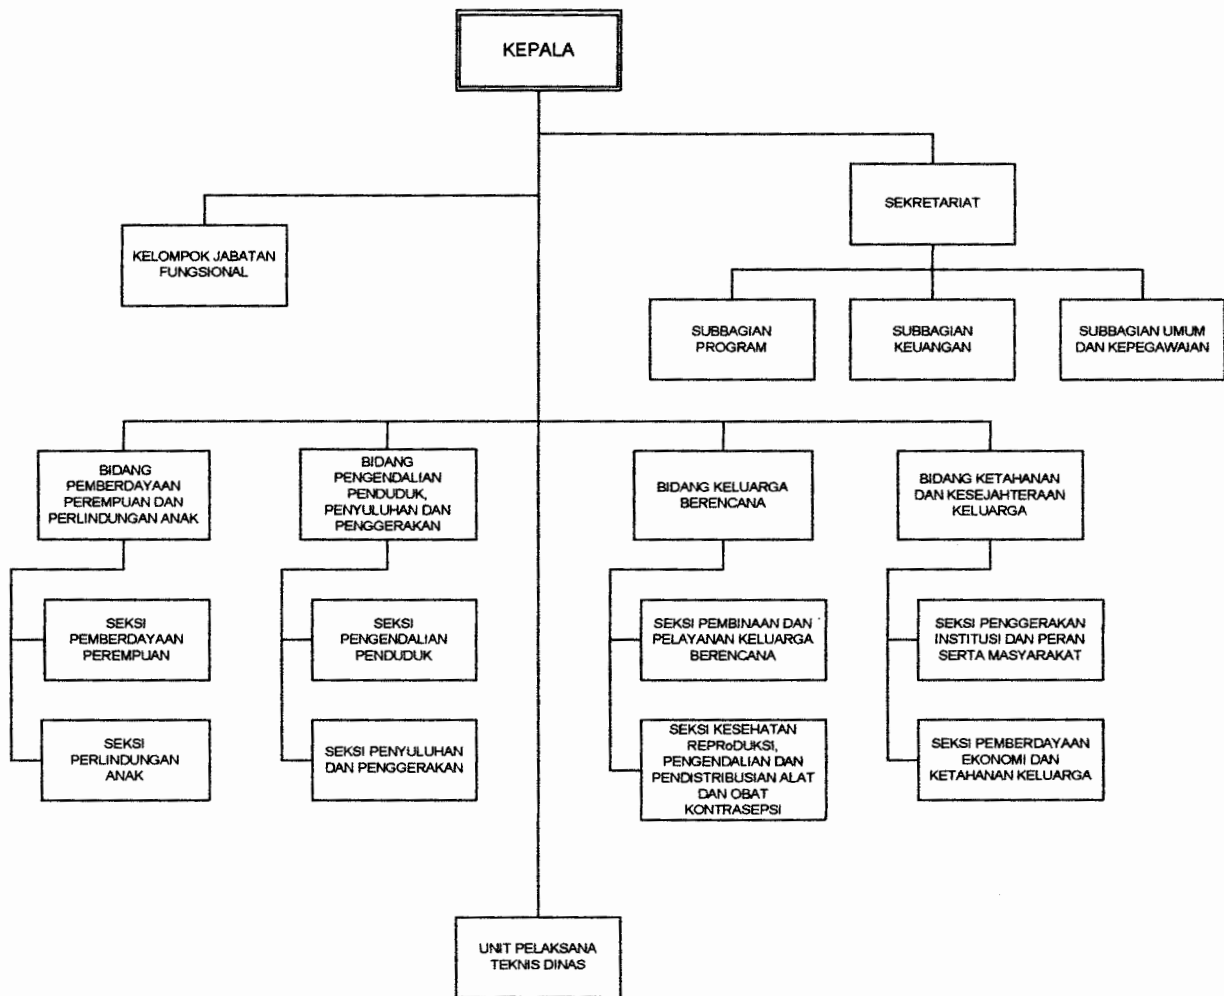 KEPALA
SEKRETARIAT
KELOMPOK JABATAN
FUNGSIONAL
SUBBAGIAN
PROGRAM
SUBBAGIAN
KEUANGAN
SUBBAGIAN UMUM
DAN KEPEGAWAIAN
BIDANG
PEMBERDAYAAN
PEREMPUAN DAN
PERLINDUNGAN ANAK
BIDANG
PENGENDALIAN
PENDUDUK,
PENYULUHAN DAN
PENGGERAKAN
BIDANG KELUARGA
BERENCANA
BIDANG KETAHANAN
DAN KESEJAHTERAAN
KELUARGA
SEKSI
PEMBERDAYAAN
PEREMPUAN
SEKSI
PENGENDALIAN
PENDUDUK
SEKSI PEMBINAAN DAN
PELAYANAN KELUARGA
BERENCANA
SEKSI PENGGERAKAN
INSTITUSI DAN PERAN
SERTA MASYARAKAT
SEKSI
PERLINDUNGAN
ANAK
SEKSI PENYULUHAN
DAN PENGGERAKAN
SEKSI KESEHATAN
REPRoDUKSI,
PENGENDALIAN DAN
PENDISTRIBUSIAN ALAT
DAN OBAT
KONTRASEPSI
SEKSI PEMBERDAYAAN
EKONOMI DAN
KETAHANAN KELUARGA
UNIT PELAKSANA
TEKNIS DINAS